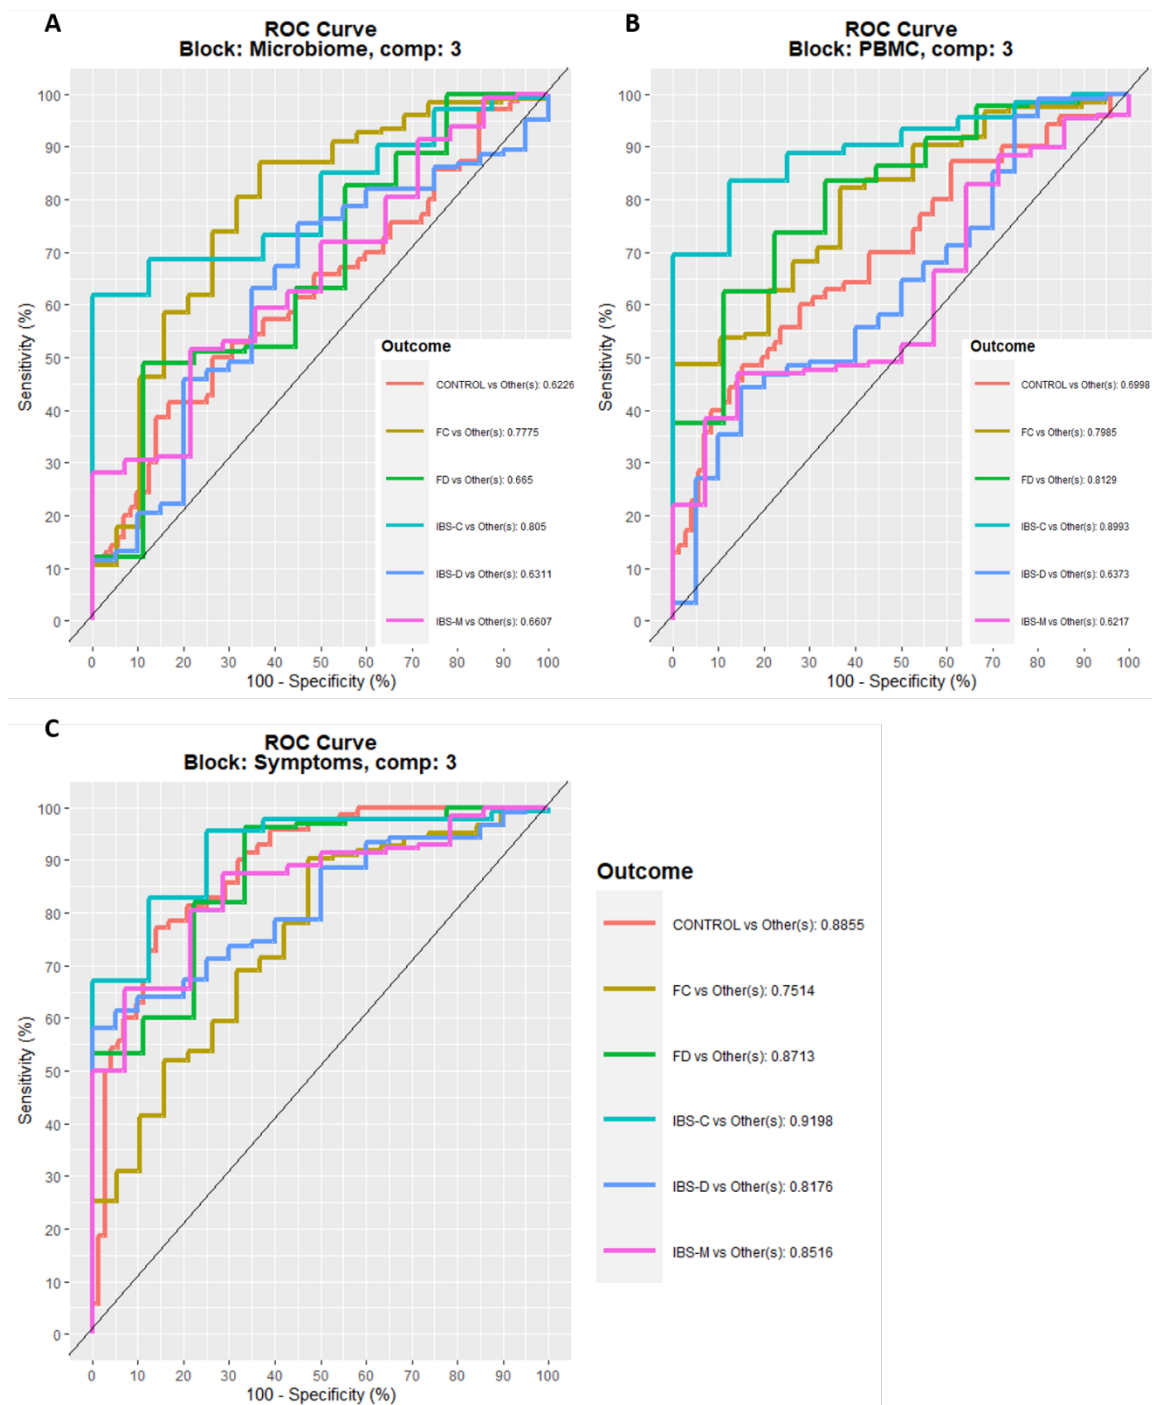 A
ROC Curve
Block: Microbiome, comp: 3
Sensitivity (%)
100
90
80
70
60
50
40
30
20
10
0
Outcome
CONTROL vs Other(s): 0.6226
FC vs Other(s): 0.7775
FD vs Other(s): 0.665
IBS-C vs Other(s): 0.805
IBS-D vs Other(s): 0.6311
IBS-M vs Other(s): 0.6607
0 10 20 30 40 50 60 70 80 90 100
100 - Specificity (%)
B
ROC Curve
Block: PBMC, comp: 3
Sensitivity (%)
100
90
80
70
60
50
40
30
20
10
0
Outcome
CONTROL vs Other(s): 0.6998
FC vs Other(s): 0.7985
FD vs Other(s): 0.8129
IBS-C vs Other(s): 0.8993
IBS-D vs Other(s): 0.6373
IBS-M vs Other(s): 0.6217
0 10 20 30 40 50 60 70 80 90 100
100 - Specificity (%)
C
ROC Curve
Block: Symptoms, comp: 3
Sensitivity (%)
100
90
80
70
60
50
40
30
20
10
0
0 10 20 30 40 50 60 70 80 90 100
100 - Specificity (%)
Outcome
CONTROL vs Other(s): 0.8855
FC vs Other(s): 0.7514
FD vs Other(s): 0.8713
IBS-C vs Other(s): 0.9198
IBS-D vs Other(s): 0.8176
IBS-M vs Other(s): 0.8516